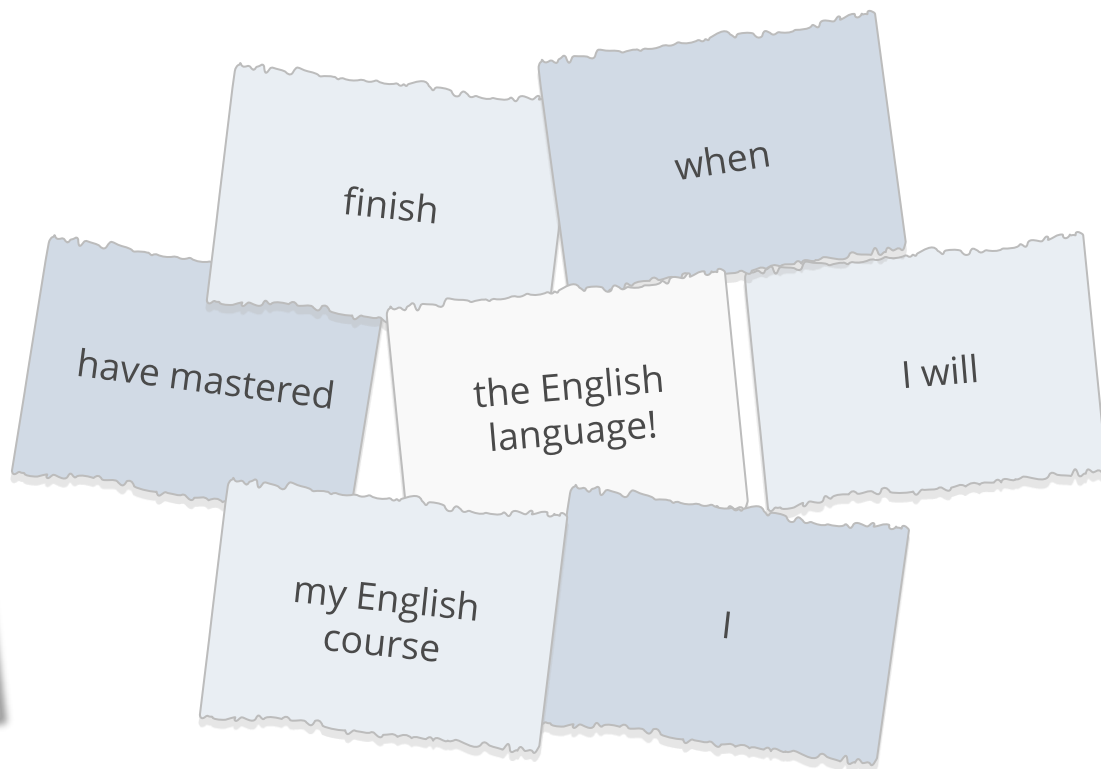 when
finish
have mastered
the English
language!
I will
my English
course
I